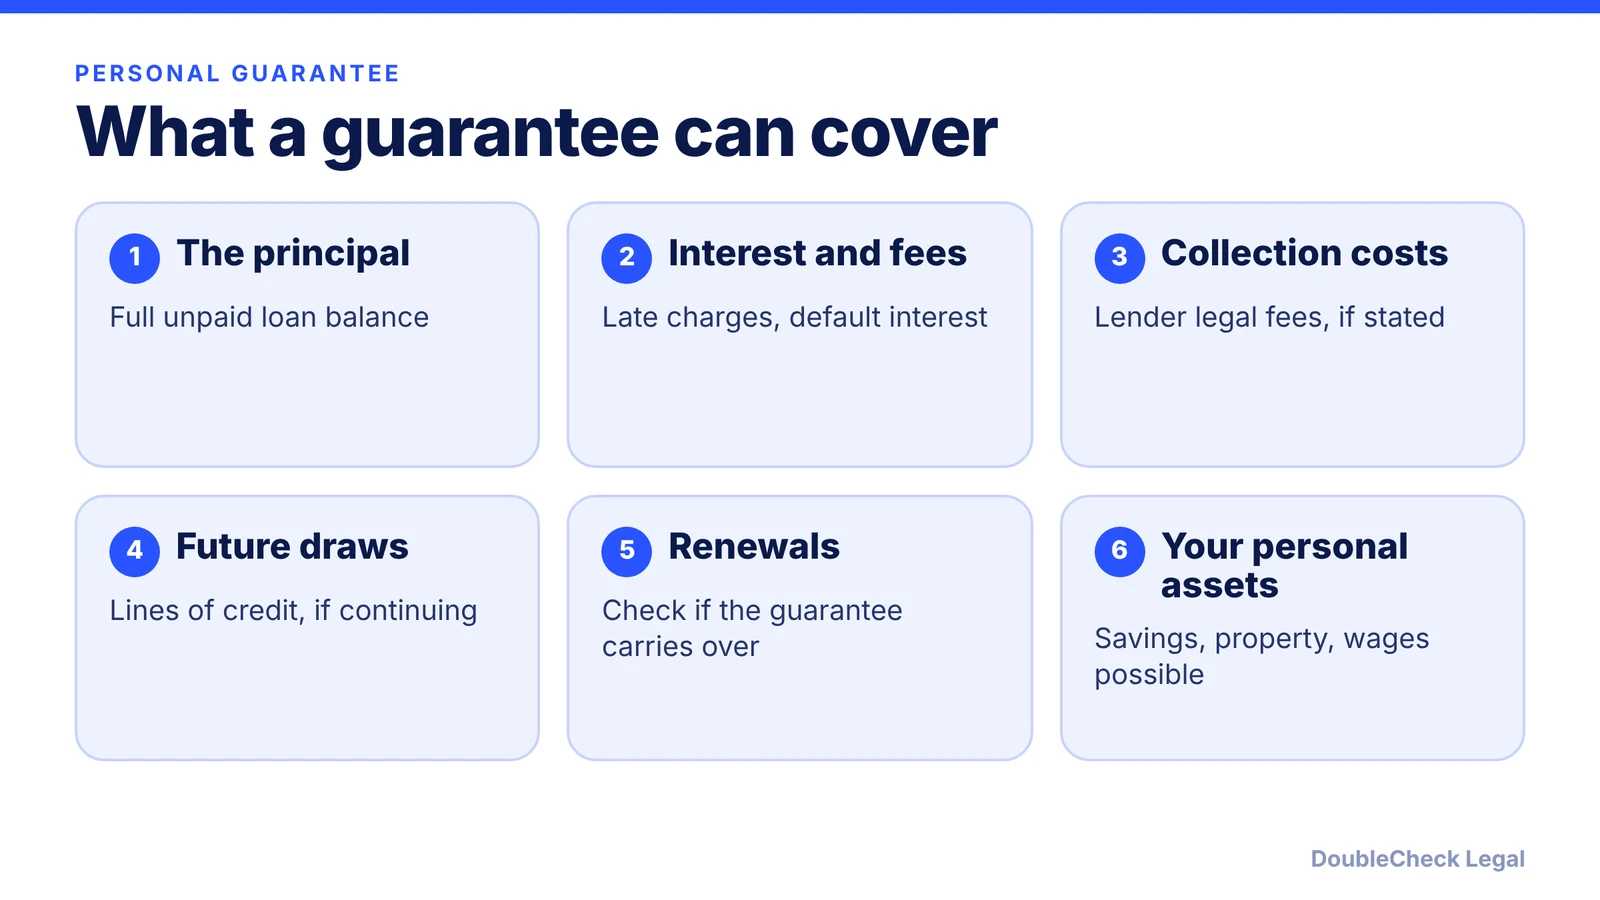 PERSONAL GUARANTEE
What a guarantee can cover
1 The principal
Full unpaid loan balance
2 Interest and fees
Late charges, default interest
3 Collection costs
Lender legal fees, if stated
4 Future draws
Lines of credit, if continuing
5 Renewals
Check if the guarantee
carries over
6 Your personal
assets
Savings, property, wages
possible
DoubleCheck Legal